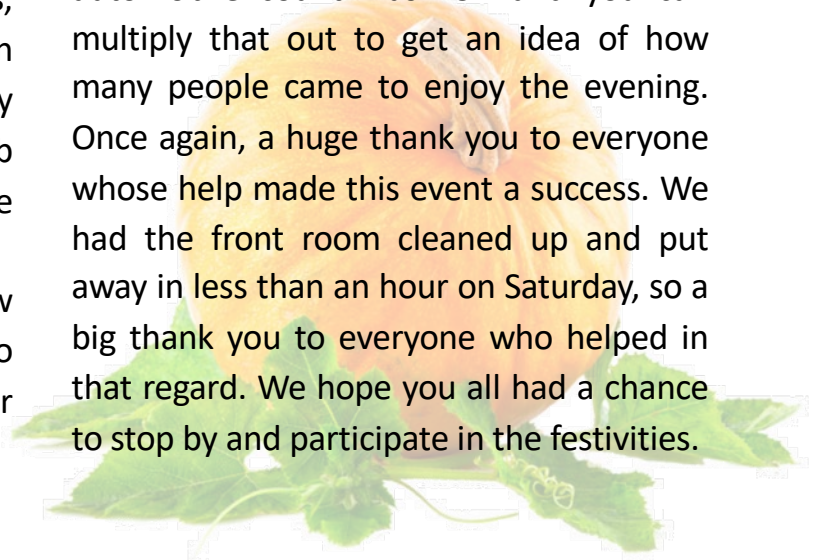 multiply that out to get an idea of how
many people came to enjoy the evening.
Once again, a huge thank you to everyone
whose help made this event a success. We
had the front room cleaned up and put
away in less than an hour on Saturday, so a
big thank you to everyone who helped in
that regard. We hope you all had a chance
to stop by and participate in the festivities.